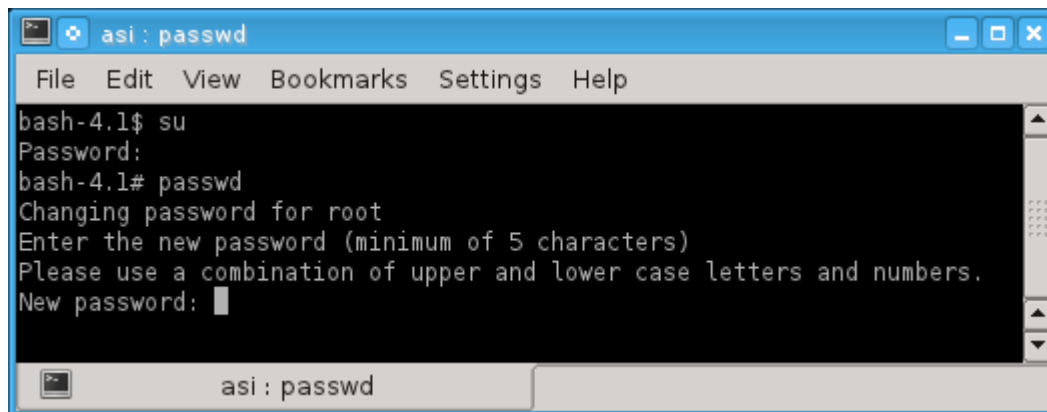 asi : passwd
File Edit View Bookmarks Settings Help
bash-4.1$ su
Password:
bash-4.1# passwd
Changing password for root
Enter the new password (minimum of 5 characters)
Please use a combination of upper and lower case letters and numbers.
New password:
asi : passwd